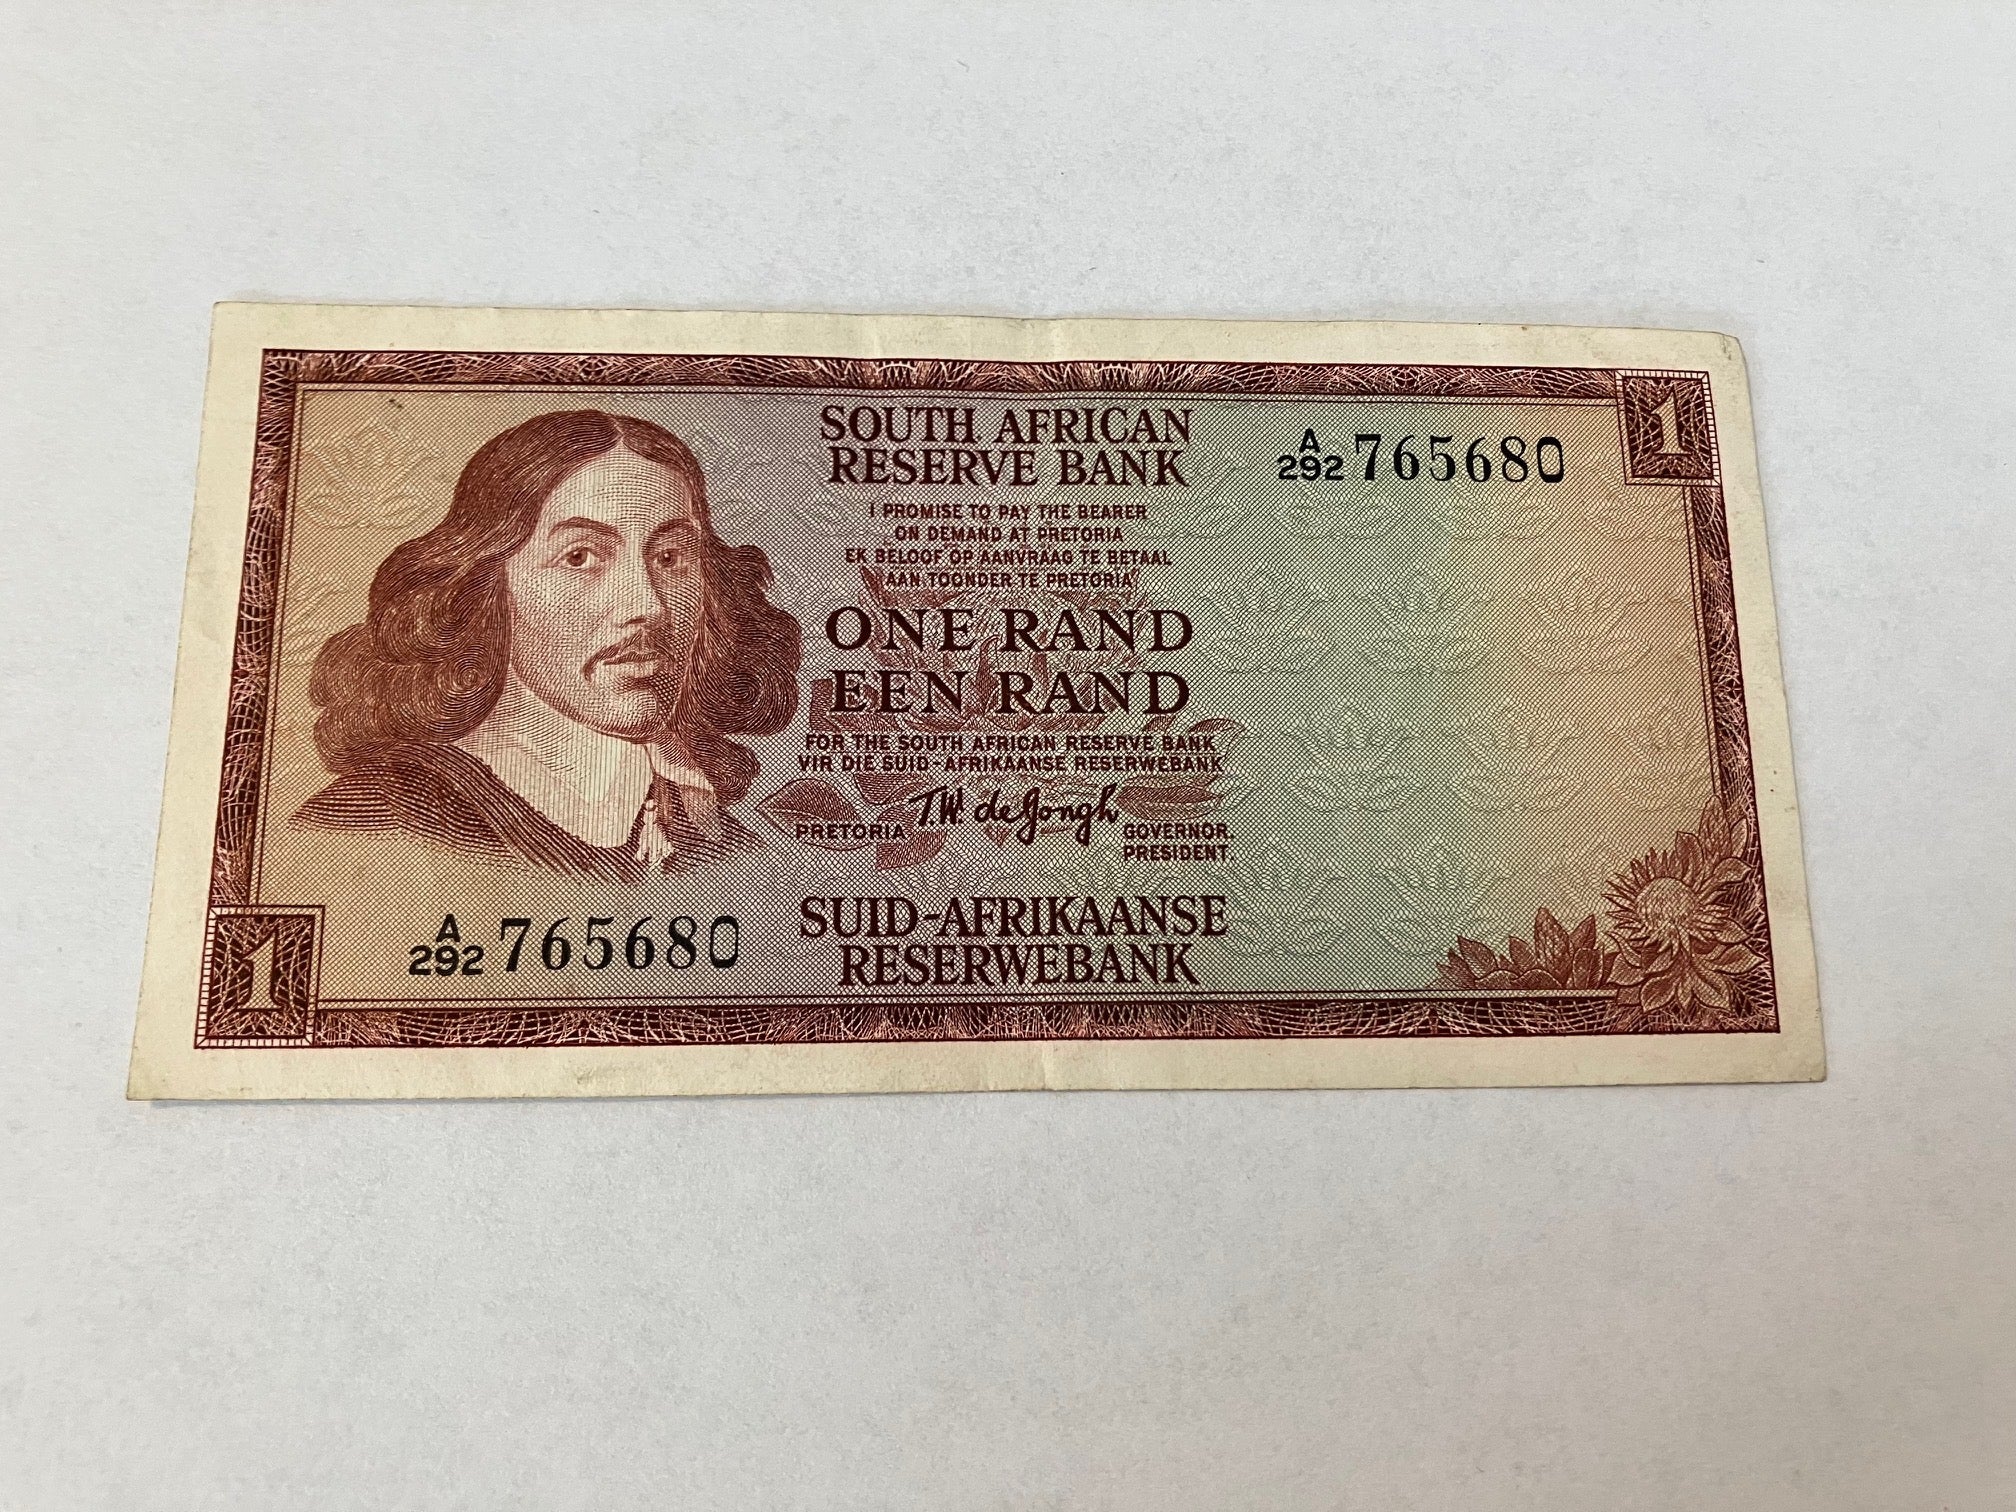 1
SOUTH AFRICAN
RESERVE BANK
A/292 765680
I PROMISE TO PAY THE BEARER
ON DEMAND AT PRETORIA
EK BELOOF OP AANVRAAG TE BETAAL
AAN TOONDER TE PRETORIA
ONE RAND
EEN RAND
FOR THE SOUTH AFRICAN RESERVE BANK
VIR DIE SUID-AFRIKAANSE RESERWEBANK
T.W. de Jongh
PRETORIA
GOVERNOR.
PRESIDENT.
A/292 765680
SUID-AFRIKAANSE
RESERWEBANK
1